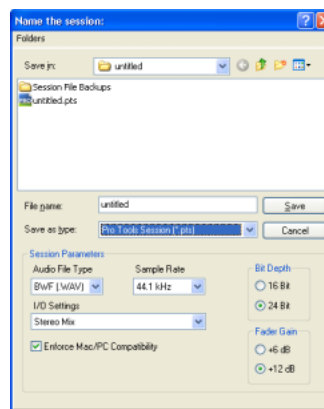 Name the session:
Folders
Save in: untitled
Session File Backups
untitled.pts
File name: untitled Save
Save as type: Pro Tools Session (*.pts) Cancel
Session Parameters
Audio File Type Sample Rate Bit Depth
BWF (.WAV) 44.1 kHz 16 Bit
I/O Settings 24 Bit
Stereo Mix
Fader Gain
Enforce Mac/PC Compatibility +6 dB
+12 dB